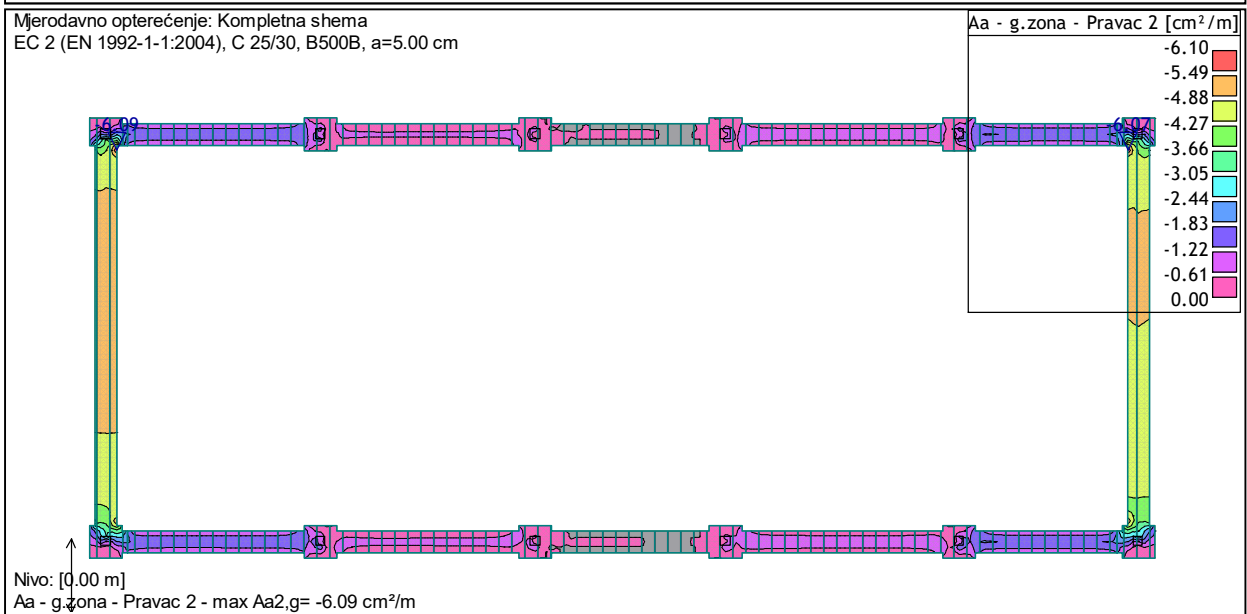 Mjerodavno opterećenje: Kompletna shema
EC 2 (EN 1992-1-1:2004), C 25/30, B500B, a=5.00 cm
Aa - g.zona - Pravac 2 [cm²/m]
-6.10
-5.49
-4.88
-4.27
-3.66
-3.05
-2.44
-1.83
-1.22
-0.61
0.00
-6.09
-6.07
Nivo: [0.00 m]
Aa - g.zona - Pravac 2 - max Aa2,g= -6.09 cm²/m